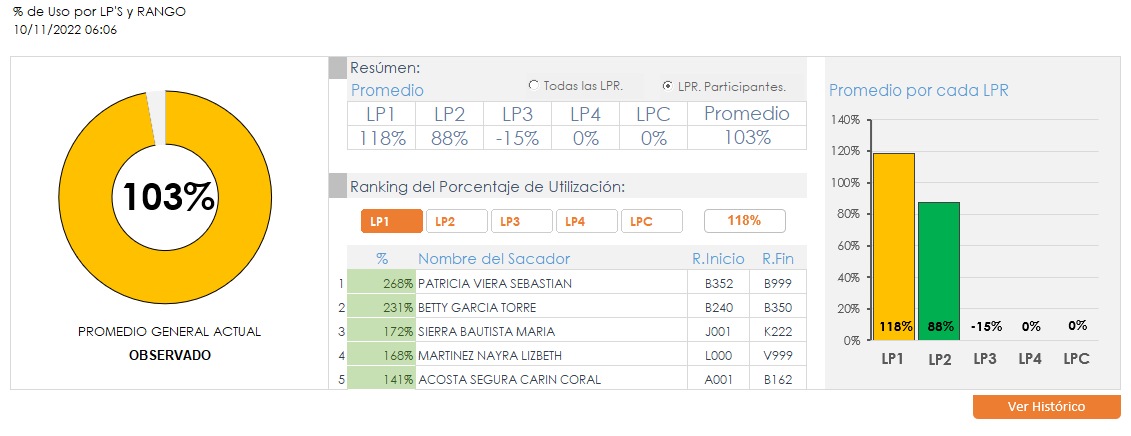 % de Uso por LP'S y RANGO
10/11/2022 06:06
103%
PROMEDIO GENERAL ACTUAL
OBSERVADO
Resúmen:
Promedio
Todas las LPR.
LPR. Participantes.
LP1 LP2 LP3 LP4 LPC Promedio
118% 88% -15% 0% 0% 103%
Ranking del Porcentaje de Utilización:
LP1 LP2 LP3 LP4 LPC 118%
% Nombre del Sacador R.Inicio R.Fin
1 268% PATRICIA VIERA SEBASTIAN B352 B999
2 231% BETTY GARCIA TORRE B240 B350
3 172% SIERRA BAUTISTA MARIA J001 K222
4 168% MARTINEZ NAYRA LIZBETH L000 V999
5 141% ACOSTA SEGURA CARIN CORAL A001 B162
Promedio por cada LPR
140%
120%
100%
80%
60%
40%
20%
0%
118% 88% -15% 0% 0%
LP1 LP2 LP3 LP4 LPC
Ver Histórico